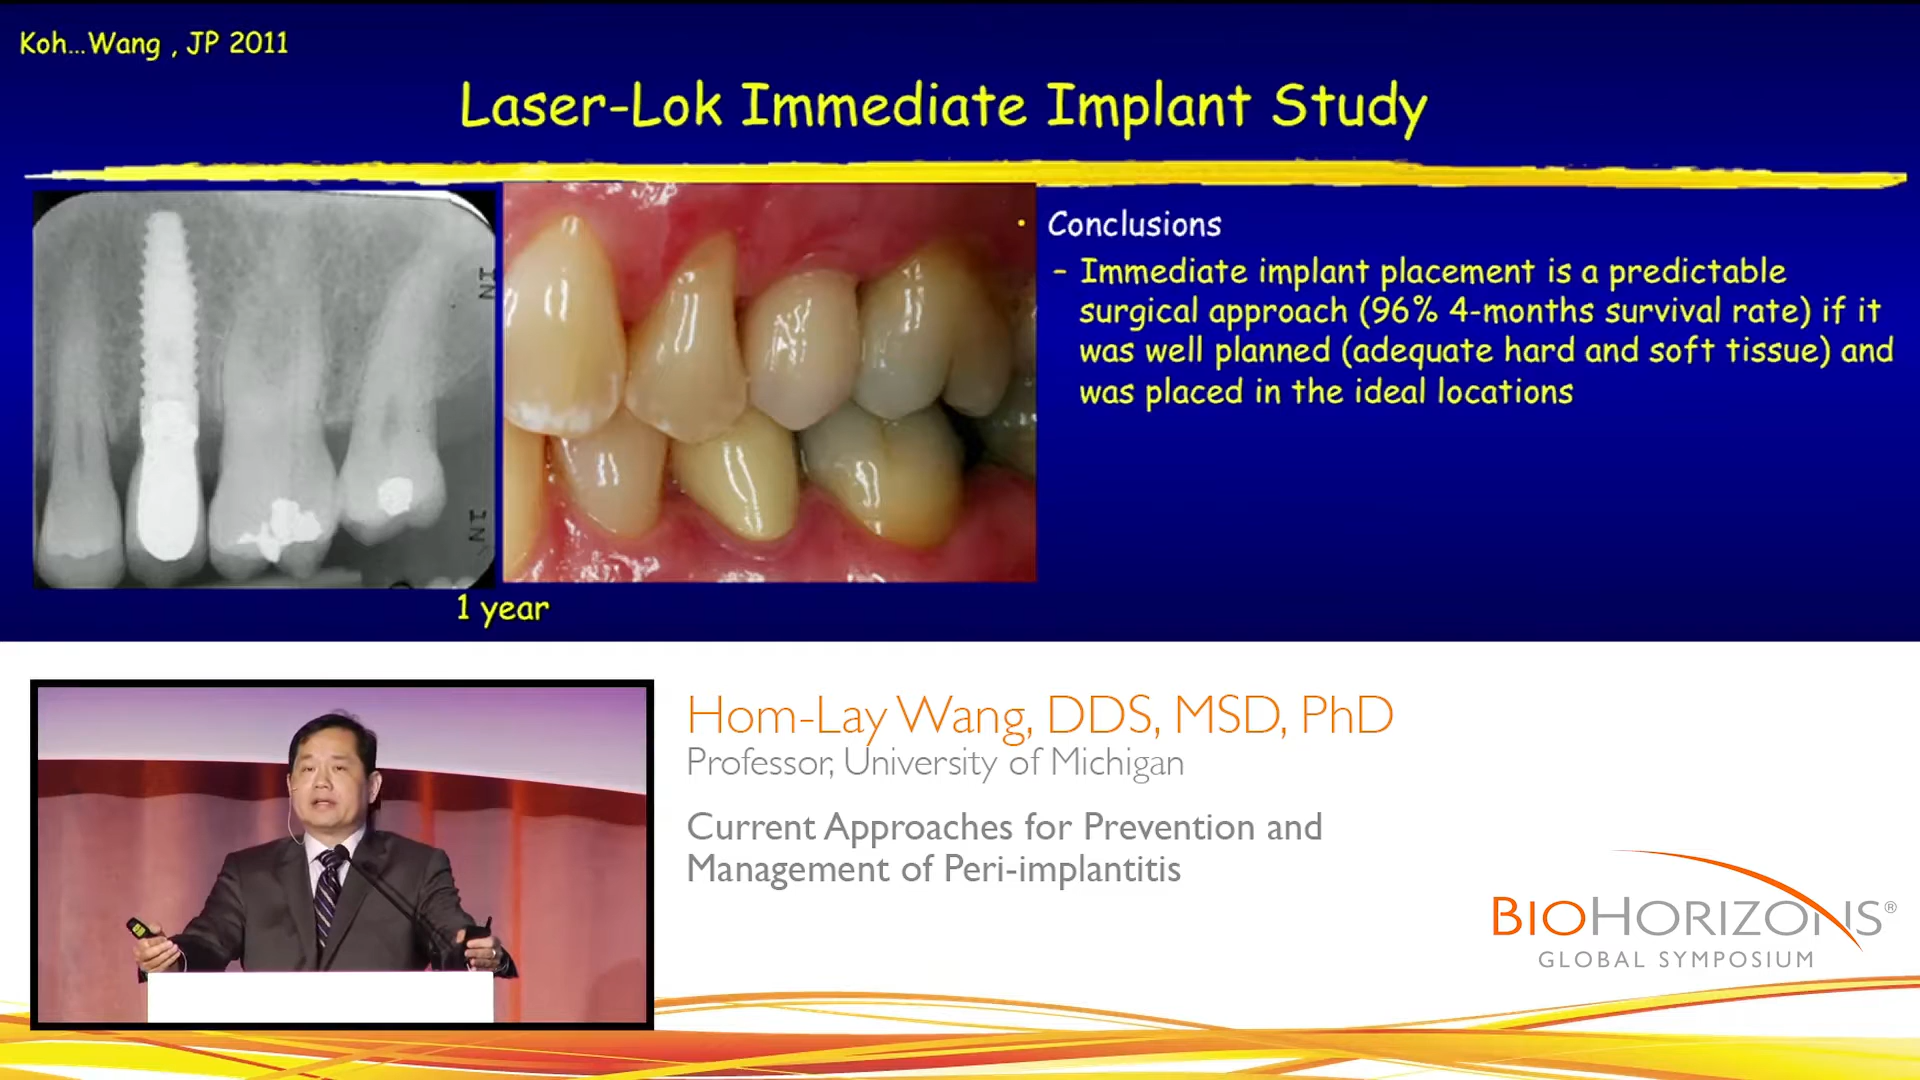 Koh...Wang , JP 2011
Laser-Lok Immediate Implant Study
• Conclusions
- Immediate implant placement is a predictable
surgical approach (96% 4-months survival rate) if it
was well planned (adequate hard and soft tissue) and
was placed in the ideal locations
IN
IN
1 year
Hom-Lay Wang, DDS, MSD, PhD
Professor, University of Michigan
Current Approaches for Prevention and
Management of Peri-implantitis
BIOHORIZONS®
GLOBAL SYMPOSIUM